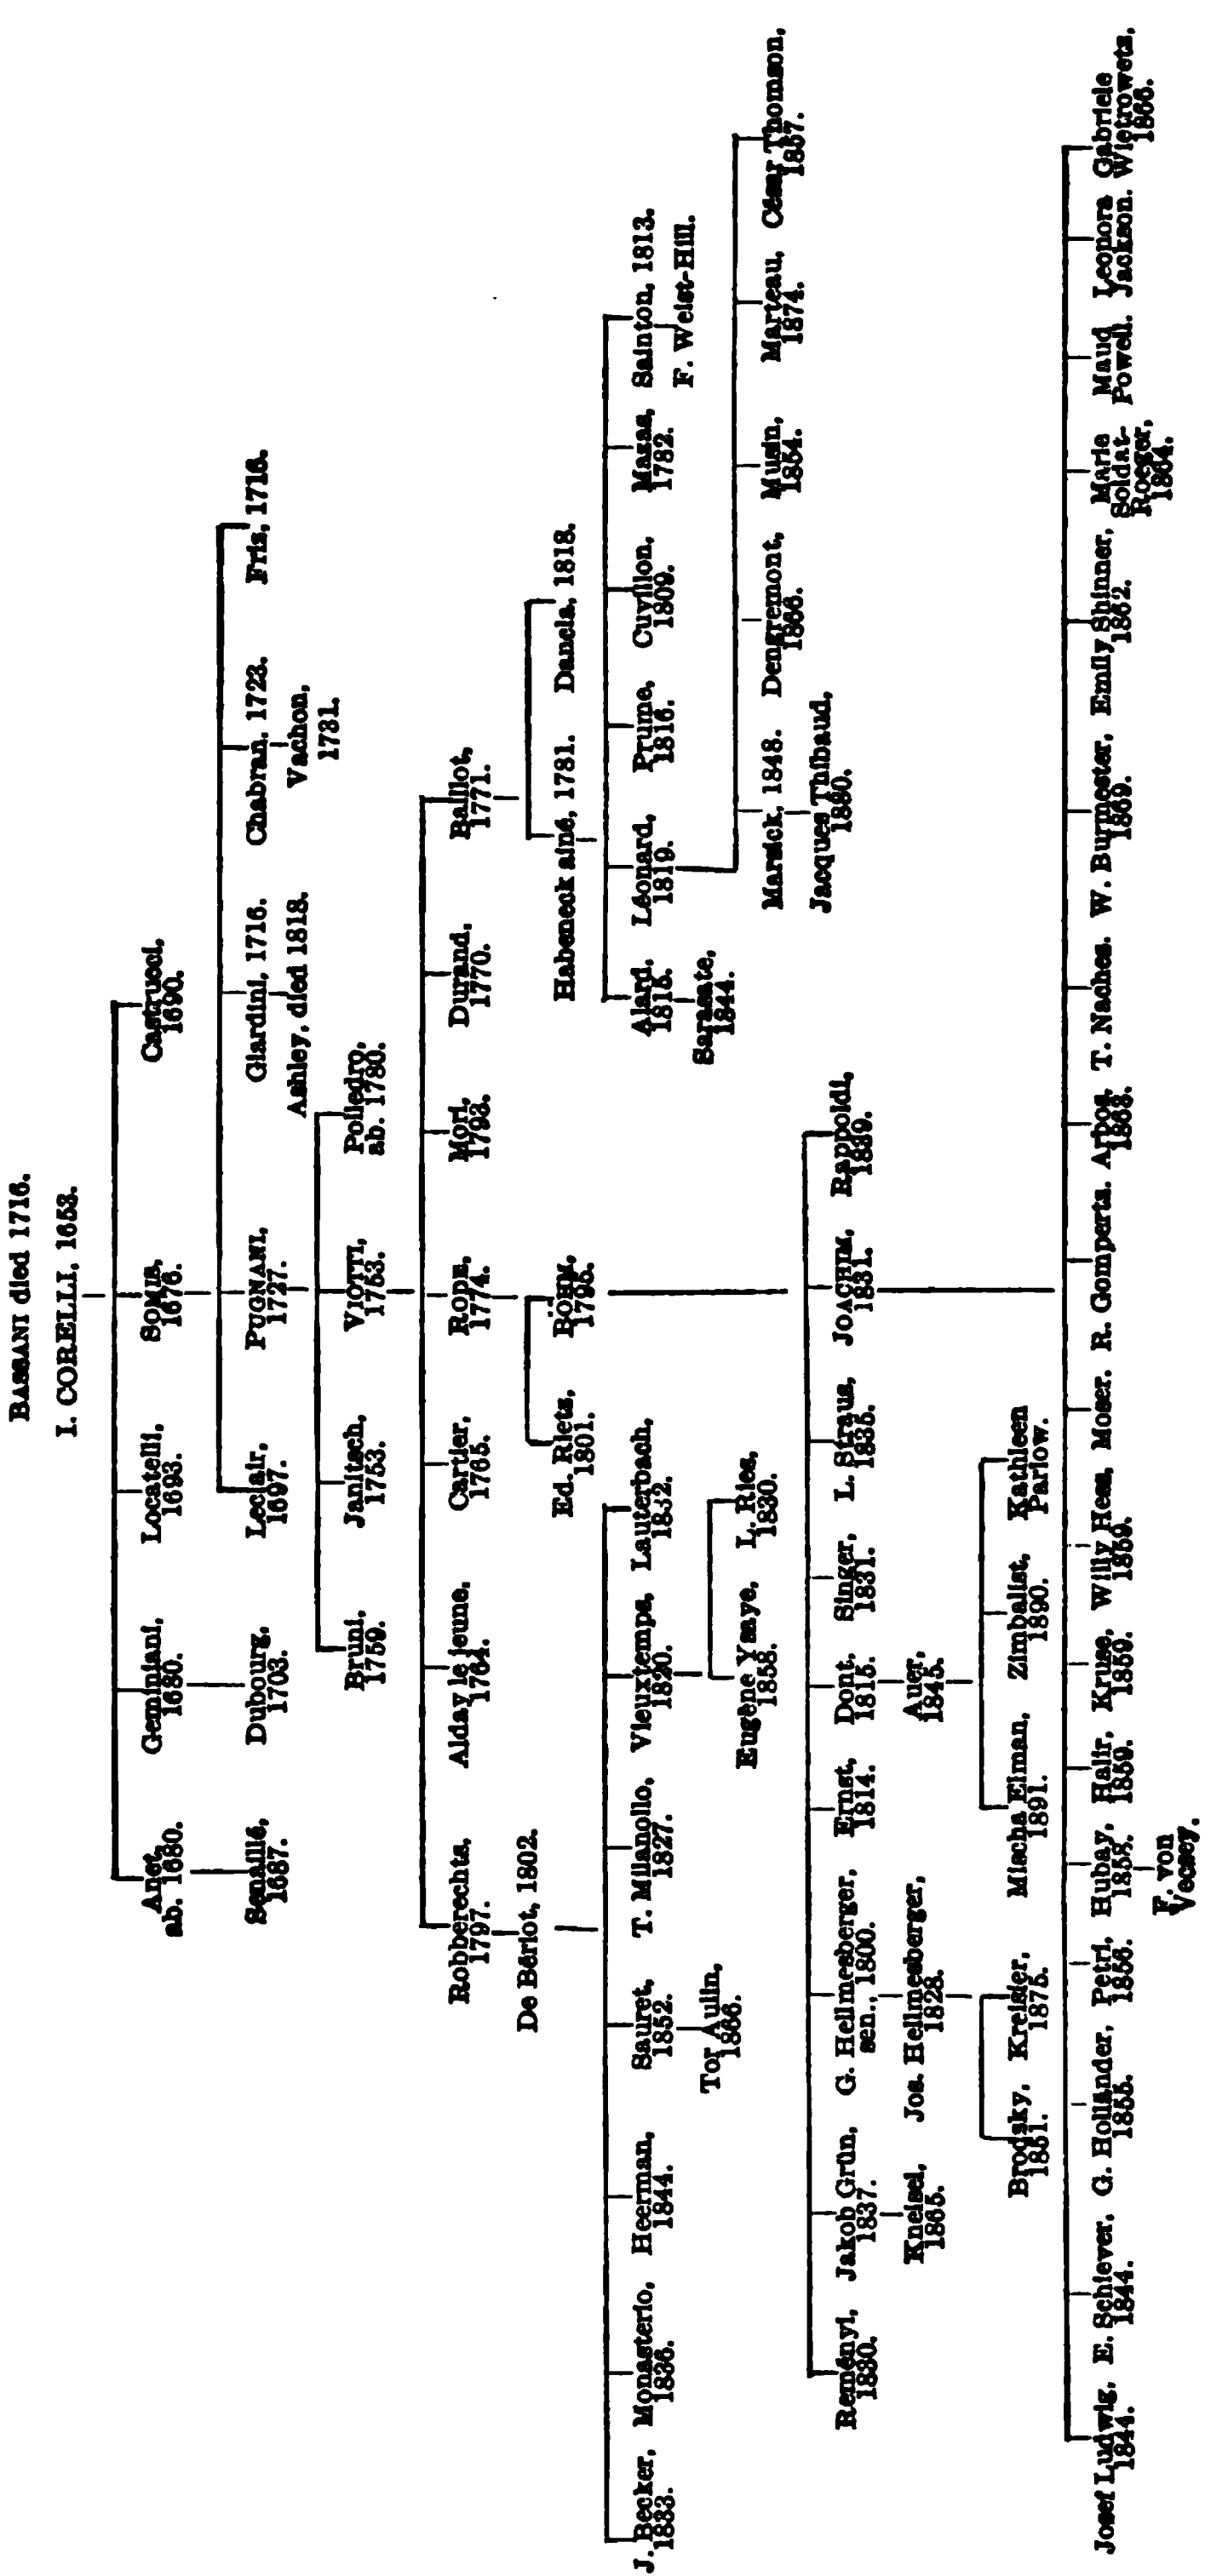 BASSANI died 1716.
I. CORELLI, 1653.
Anet,
ab. 1680.
Geminiani,
1680.
Locatelli,
1693.
SOMIS,
1676.
Castrucci,
1690.
Senaillé,
1687.
Dubourg,
1703.
Leclair,
1697.
PUGNANI,
1727.
Giardini, 1716.
Chabran, 1723.
Friz, 1716.
Ashley, died 1818.
Vachon,
1731.
Bruni,
1759.
Janitsch,
1753.
VIOTTI,
1753.
Polledro,
ab. 1780.
Robberechts,
1797.
Alday le jeune,
1764.
Cartier,
1765.
RODE,
1774.
Mori,
1793.
Durand,
1770.
Baillot,
1771.
De Bériot, 1802.
Ed. Rietz,
1801.
BÖHM,
1795.
Habeneck ainé, 1781.
Dancla, 1818.
J. Becker,
1833.
Monasterio,
1836.
Heerman,
1844.
Sauret,
1852.
T. Milanollo,
1827.
Vieuxtemps,
1820.
Lauterbach,
1832.
Alard,
1815.
Léonard,
1819.
Prume,
1816.
Cuvillon,
1809.
Mazas,
1782.
Sainton, 1813.
Tor Aulin,
1866.
Sarasate,
1844.
F. Weist-Hill.
Eugène Ysaye,
1858.
L. Ries,
1830.
Marsick, 1848.
Dengremont,
1866.
Musin,
1854.
Marteau,
1874.
César Thomson,
1857.
Jacques Thibaud,
1880.
Reményi,
1830.
Jakob Grün,
1837.
G. Hellmesberger,
sen., 1800.
Ernst,
1814.
Dont,
1815.
Singer,
1831.
L. Straus,
1835.
JOACHIM,
1831.
Rappoldi,
1839.
Kneisel,
1865.
Jos. Hellmesberger,
1828.
Auer,
1845.
Brodsky,
1851.
Kreisler,
1875.
Mischa Elman,
1891.
Zimbalist,
1890.
Kathleen
Parlow.
Josef Ludwig,
1844.
E. Schiever,
1844.
G. Holländer,
1855.
Petri,
1856.
Hubay,
1858.
Halir,
1859.
Kruse,
1859.
Willy Hess,
1859.
Moser.
R. Gompertz.
Arbos,
1863.
T. Nachez.
W. Burmester,
1869.
Emily Shinner,
1862.
Marie
Soldat-
Roeger,
1864.
Maud
Powell.
Leonora
Jackson.
Gabriele
Wietrowetz,
1866.
F. von
Vecsey.